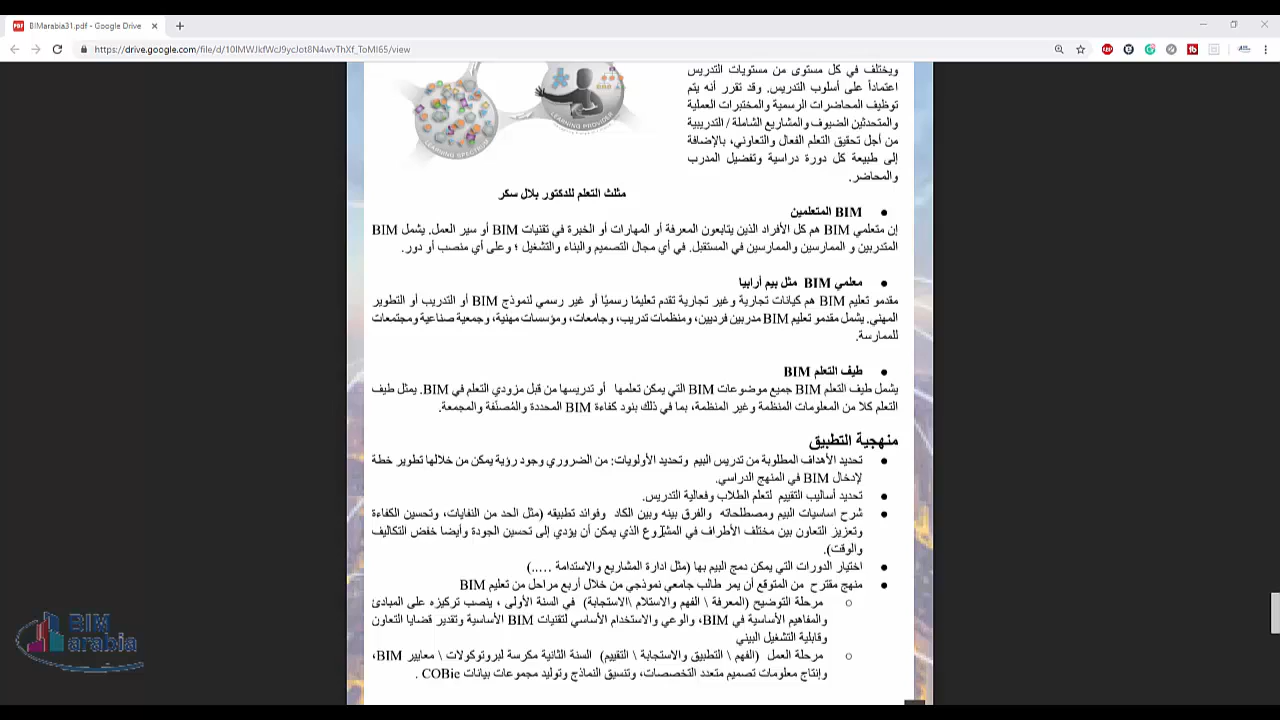 BIMarabia31.pdf - Google Drive
https://drive.google.com/file/d/10IMWJkfWcJ9ycJot8N4wvThXf_ToMI65/view
ويختلف في كل مستوى من مستويات التدريس
اعتماداً على أسلوب التدريس. وقد تقرر أنه يتم
توظيف المحاضرات الرسمية والمختبرات العملية
والمتحدثين الضيوف والمشاريع الشاملة / التدريبية
من أجل تحقيق التعلم الفعال والتعاوني، بالإضافة
إلى طبيعة كل دورة دراسية وتفضيل المدرب
والمحاضر.
LEARNING PROVIDER
LEARNING SPECTRUM
مثلث التعلم للدكتور بلال سكر
● BIM المتعلمين
إن متعلمي BIM هم كل الأفراد الذين يتابعون المعرفة أو المهارات أو الخبرة في تقنيات BIM أو سير العمل. يشمل BIM
المتدربين و الممارسين والممارسين في المستقبل. في أي مجال التصميم والبناء والتشغيل ؛ وعلى أي منصب أو دور.
● معلمي BIM مثل بيم أرابيا
مقدمو تعليم BIM هم كيانات تجارية وغير تجارية تقدم تعليمًا رسميًا أو غير رسمي لنموذج BIM أو التدريب أو التطوير
المهني. يشمل مقدمو تعليم BIM مدربين فرديين، ومنظمات تدريب، وجامعات، ومؤسسات مهنية، وجمعية صناعية ومجتمعات
للممارسة.
● طيف التعلم BIM
يشمل طيف التعلم BIM جميع موضوعات BIM التي يمكن تعلمها أو تدريسها من قبل مزودي التعلم في BIM. يمثل طيف
التعلم كلا من المعلومات المنظمة وغير المنظمة، بما في ذلك بنود كفاءة BIM المحددة والمُصنّفة والمجمعة.
منهجية التطبيق
● تحديد الأهداف المطلوبة من تدريس البيم وتحديد الأولويات: من الضروري وجود رؤية يمكن من خلالها تطوير خطة
لإدخال BIM في المنهج الدراسي.
● تحديد أساليب التقييم لتعلم الطلاب وفعالية التدريس.
● شرح اساسيات البيم ومصطلحاته والفرق بينه وبين الكاد وفوائد تطبيقه (مثل الحد من النفايات، وتحسين الكفاءة
وتعزيز التعاون بين مختلف الأطراف في المشروع الذي يمكن أن يؤدي إلى تحسين الجودة وأيضا خفض التكاليف
والوقت).
● اختيار الدورات التي يمكن دمج البيم بها (مثل ادارة المشاريع والاستدامة .....)
● منهج مقترح من المتوقع أن يمر طالب جامعي نموذجي من خلال أربع مراحل من تعليم BIM
○ مرحلة التوضيح (المعرفة \ الفهم والاستلام \الاستجابة) في السنة الأولى ، ينصب تركيزه على المبادئ
والمفاهيم الأساسية في BIM، والوعي والاستخدام الأساسي لتقنيات BIM الأساسية وتقدير قضايا التعاون
وقابلية التشغيل البيني
○ مرحلة العمل (الفهم \ التطبيق والاستجابة \ التقييم) السنة الثانية مكرسة لبروتوكولات \ معايير BIM،
وإنتاج معلومات تصميم متعدد التخصصات، وتنسيق النماذج وتوليد مجموعات بيانات COBie .
BIM
arabia